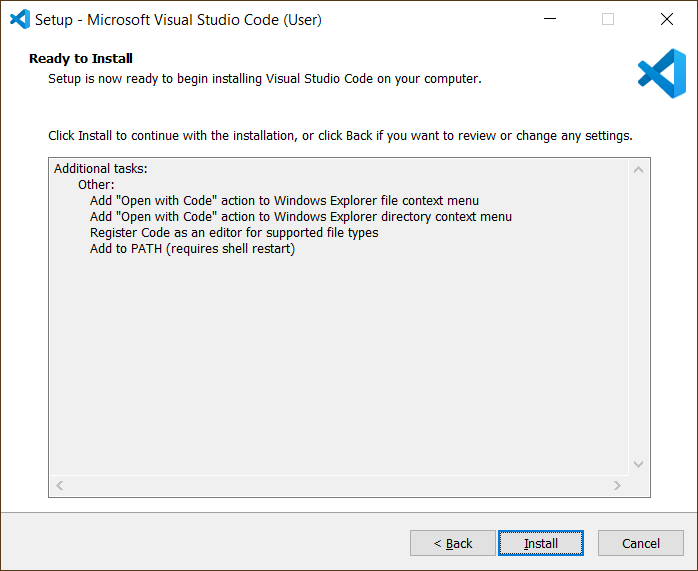 Setup - Microsoft Visual Studio Code (User)
Ready to Install
Setup is now ready to begin installing Visual Studio Code on your computer.
Click Install to continue with the installation, or click Back if you want to review or change any settings.
Additional tasks:
Other:
Add "Open with Code" action to Windows Explorer file context menu
Add "Open with Code" action to Windows Explorer directory context menu
Register Code as an editor for supported file types
Add to PATH (requires shell restart)
< Back Install Cancel